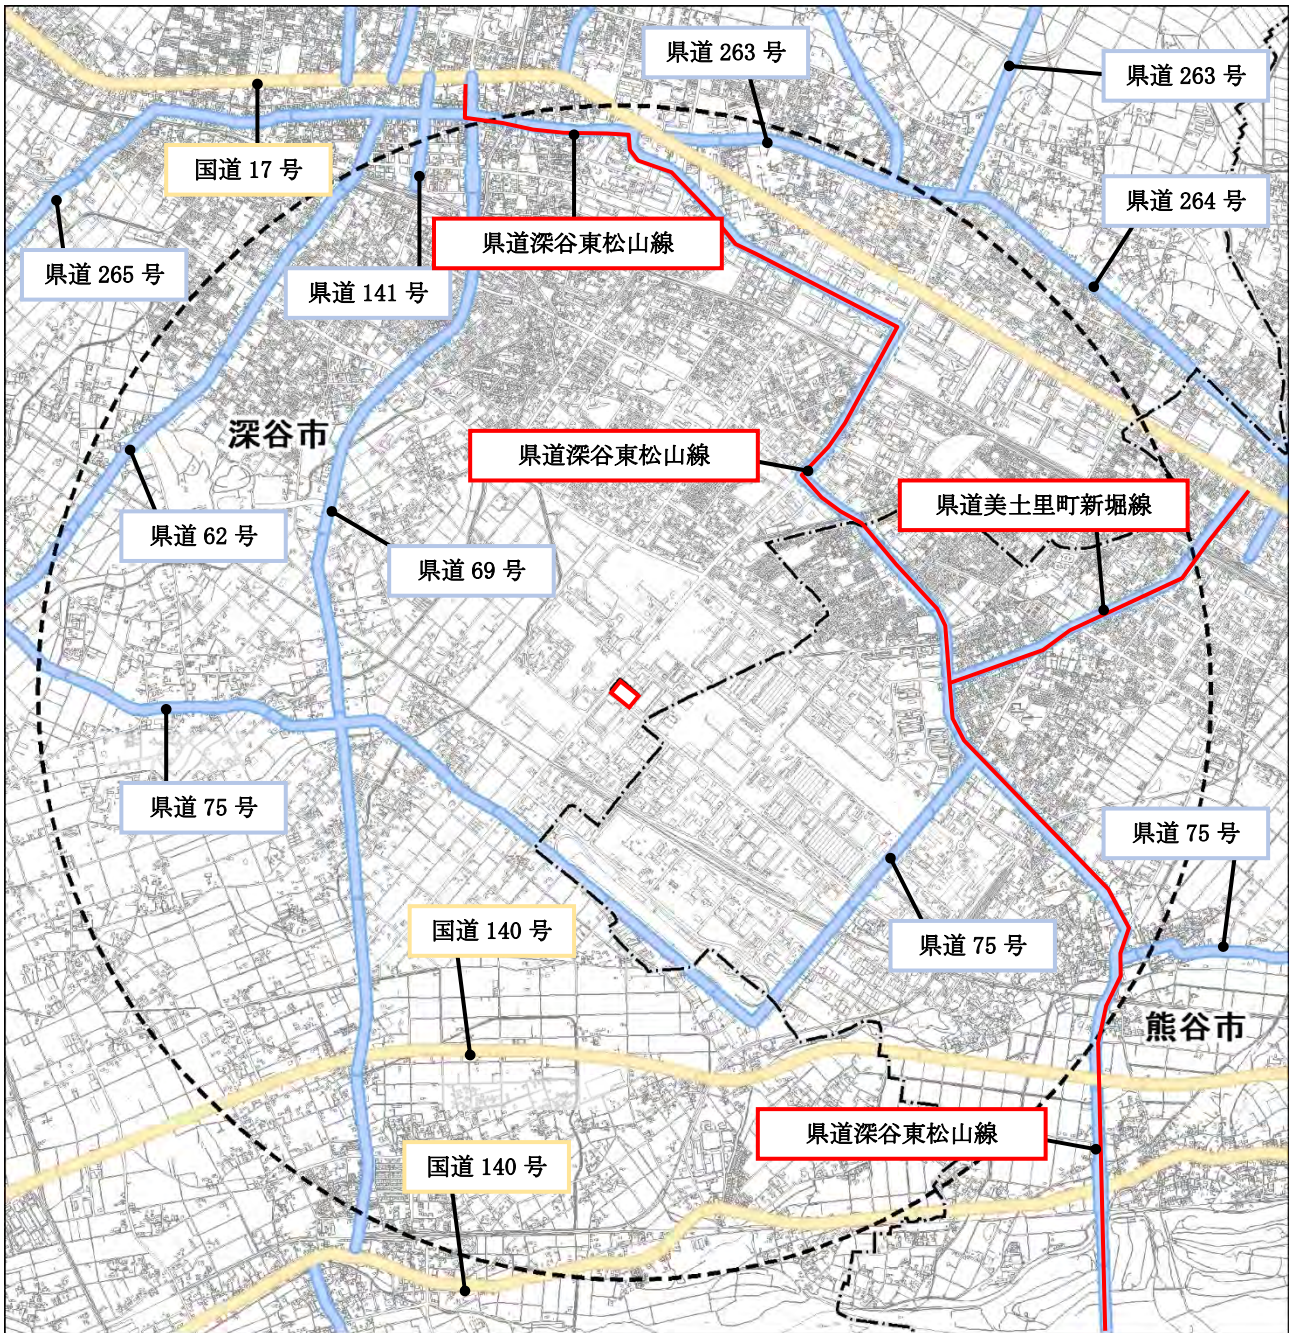 県道 263 号
県道 263 号
国道 17 号
県道 264 号
県道深谷東松山線
県道 265 号
県道 141 号
深谷市
県道深谷東松山線
県道美土里町新堀線
県道 62 号
県道 69 号
県道 75 号
県道 75 号
国道 140 号
県道 75 号
熊谷市
県道深谷東松山線
国道 140 号